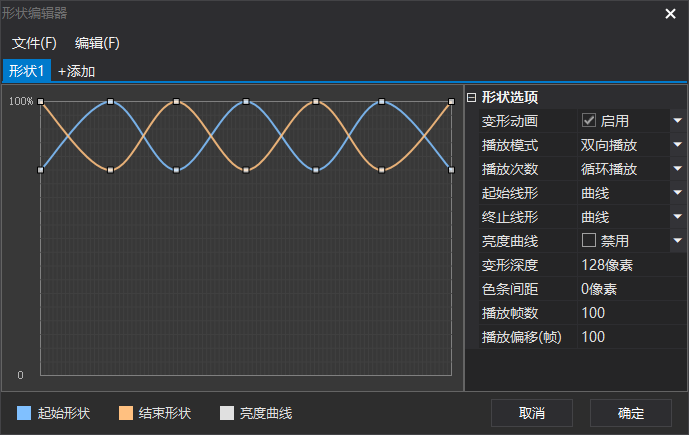 形状编辑器
文件(F) 编辑(F)
形状1 +添加
100%
0
形状选项
变形动画 启用
播放模式 双向播放
播放次数 循环播放
起始线形 曲线
终止线形 曲线
亮度曲线 禁用
变形深度 128像素
色条间距 0像素
播放帧数 100
播放偏移(帧) 100
起始形状 结束形状 亮度曲线
取消 确定